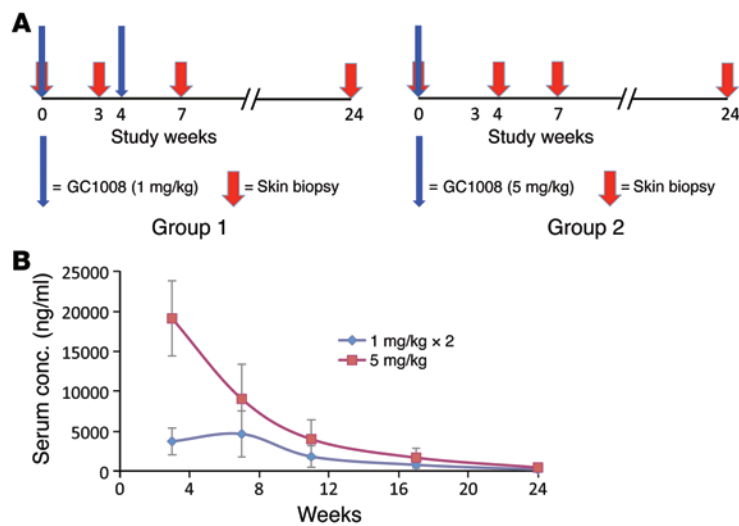 A
0 3 4 7 24
Study weeks
= GC1008 (1 mg/kg) = Skin biopsy
Group 1
0 3 4 7 24
Study weeks
= GC1008 (5 mg/kg) = Skin biopsy
Group 2
B
Serum conc. (ng/ml)
25000
20000
15000
10000
5000
0
1 mg/kg × 2
5 mg/kg
0 4 8 12 16 20 24
Weeks